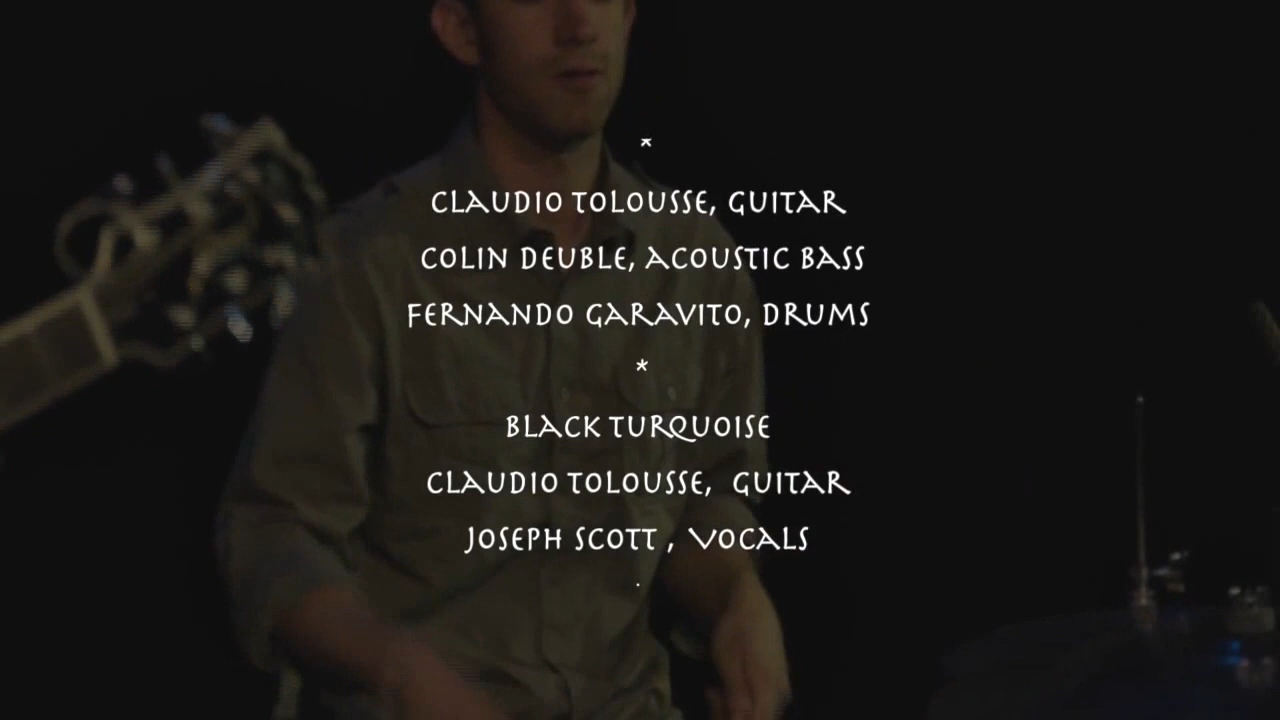 *
CLAUDIO TOLOUSSE, GUITAR
COLIN DEUBLE, ACOUSTIC BASS
FERNANDO GARAVITO, DRUMS
*
BLACK TURQUOISE
CLAUDIO TOLOUSSE, GUITAR
JOSEPH SCOTT , VOCALS